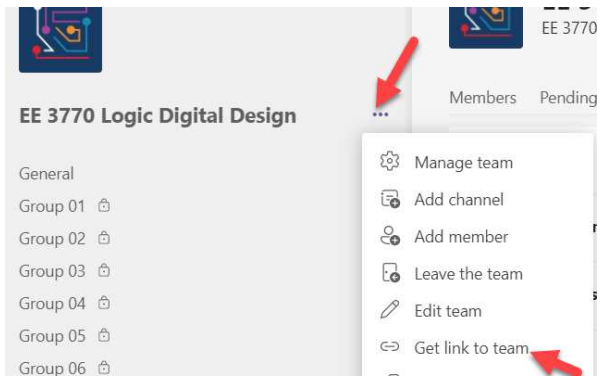 EE 3770
Members Pending
EE 3770 Logic Digital Design
General
Group 01
Group 02
Group 03
Group 04
Group 05
Group 06
Manage team
Add channel
Add member
Leave the team
Edit team
Get link to team